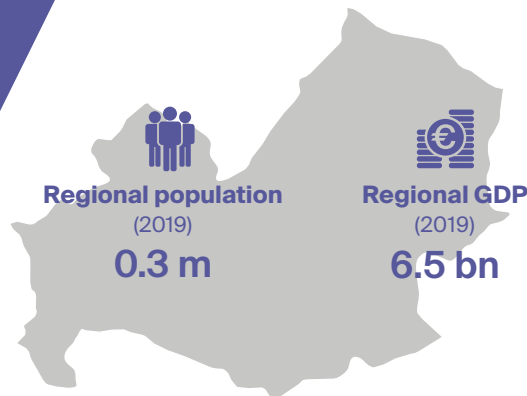 Regional population
(2019)
0.3 m
€
Regional GDP
(2019)
6.5 bn